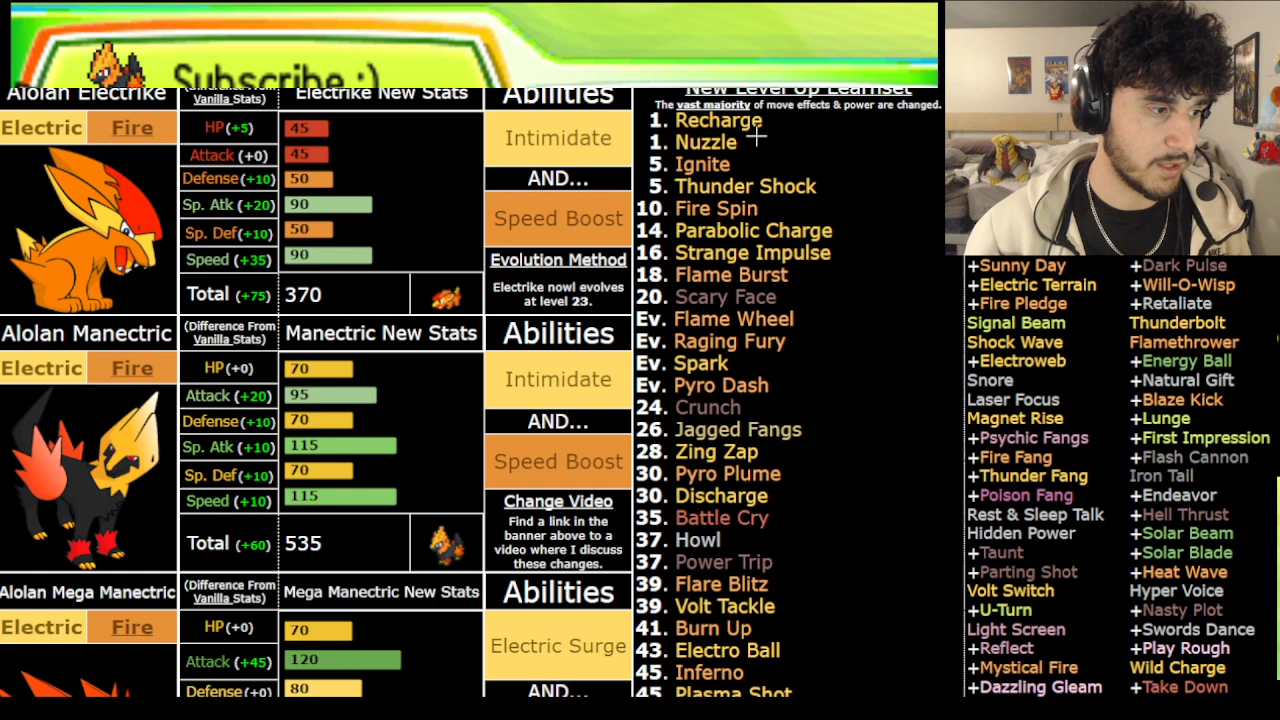 Subscribe :)
Alolan Electrike
(Difference From
Vanilla Stats)
Electrike New Stats
Abilities
Electric
Fire
HP(+5)
45
Attack(+0)
45
Defense(+10)
50
Sp. Atk(+20)
90
Sp. Def(+10)
50
Speed (+35)
90
Total (+75)
370
Intimidate
AND...
Speed Boost
Evolution Method
Electrike now! evolves
at level 23.
Alolan Manectric
(Difference From
Vanilla Stats)
Manectric New Stats
Abilities
Electric
Fire
HP(+0)
70
Attack(+20)
95
Defense(+10)
70
Sp. Atk(+10)
115
Sp. Def(+10)
70
Speed (+10)
115
Total (+60)
535
Intimidate
AND...
Speed Boost
Change Video
Find a link in the
banner above to a
video where I discuss
these changes.
Alolan Mega Manectric
(Difference From
Vanilla Stats)
Mega Manectric New Stats
Abilities
Electric
Fire
HP(+0)
70
Attack (+45)
120
Defense(+0)
80
Electric Surge
AND...
New Level Up Learnset
The vast majority of move effects & power are changed.
1. Recharge
1. Nuzzle
5. Ignite
5. Thunder Shock
10. Fire Spin
14. Parabolic Charge
16. Strange Impulse
18. Flame Burst
20. Scary Face
Ev. Flame Wheel
Ev. Raging Fury
Ev. Spark
Ev. Pyro Dash
24. Crunch
26. Jagged Fangs
28. Zing Zap
30. Pyro Plume
30. Discharge
35. Battle Cry
37. Howl
37. Power Trip
39. Flare Blitz
39. Volt Tackle
41. Burn Up
43. Electro Ball
45. Inferno
45. Plasma Shot
+Sunny Day
+Electric Terrain
+Fire Pledge
Signal Beam
Shock Wave
+Electroweb
Snore
Laser Focus
Magnet Rise
+Psychic Fangs
+Fire Fang
+Thunder Fang
+Poison Fang
Rest & Sleep Talk
Hidden Power
+Taunt
+Parting Shot
Volt Switch
+U-Turn
Light Screen
+Reflect
+Mystical Fire
+Dazzling Gleam
+Dark Pulse
+Will-O-Wisp
+Retaliate
Thunderbolt
Flamethrower
+Energy Ball
+Natural Gift
+Blaze Kick
+Lunge
+First Impression
+Flash Cannon
Iron Tail
+Endeavor
+Hell Thrust
+Solar Beam
+Solar Blade
+Heat Wave
Hyper Voice
+Nasty Plot
+Swords Dance
+Play Rough
Wild Charge
+Take Down